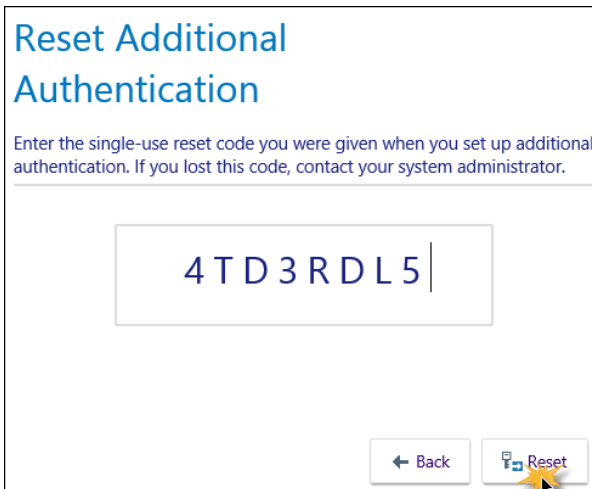 Reset Additional
Authentication
Enter the single-use reset code you were given when you set up additional
authentication. If you lost this code, contact your system administrator.
4TD3RDL5
Back
Reset